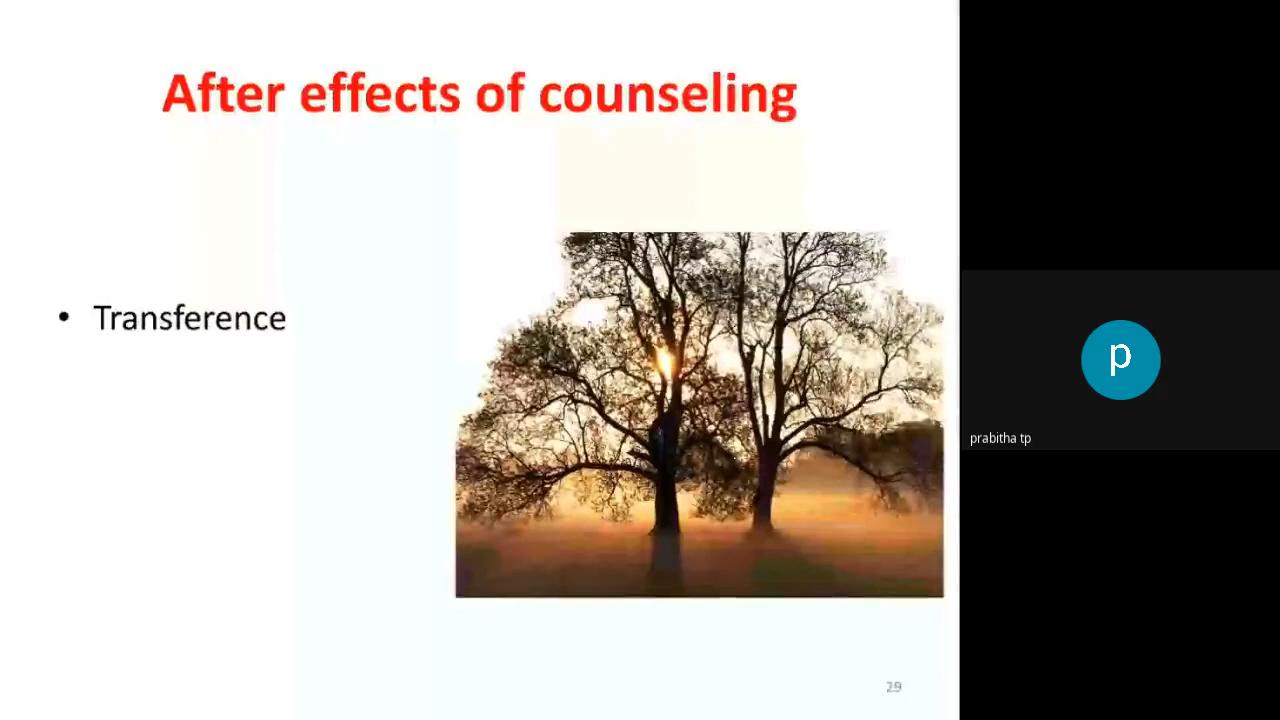 After effects of counseling
• Transference
p
prabitha tp
29